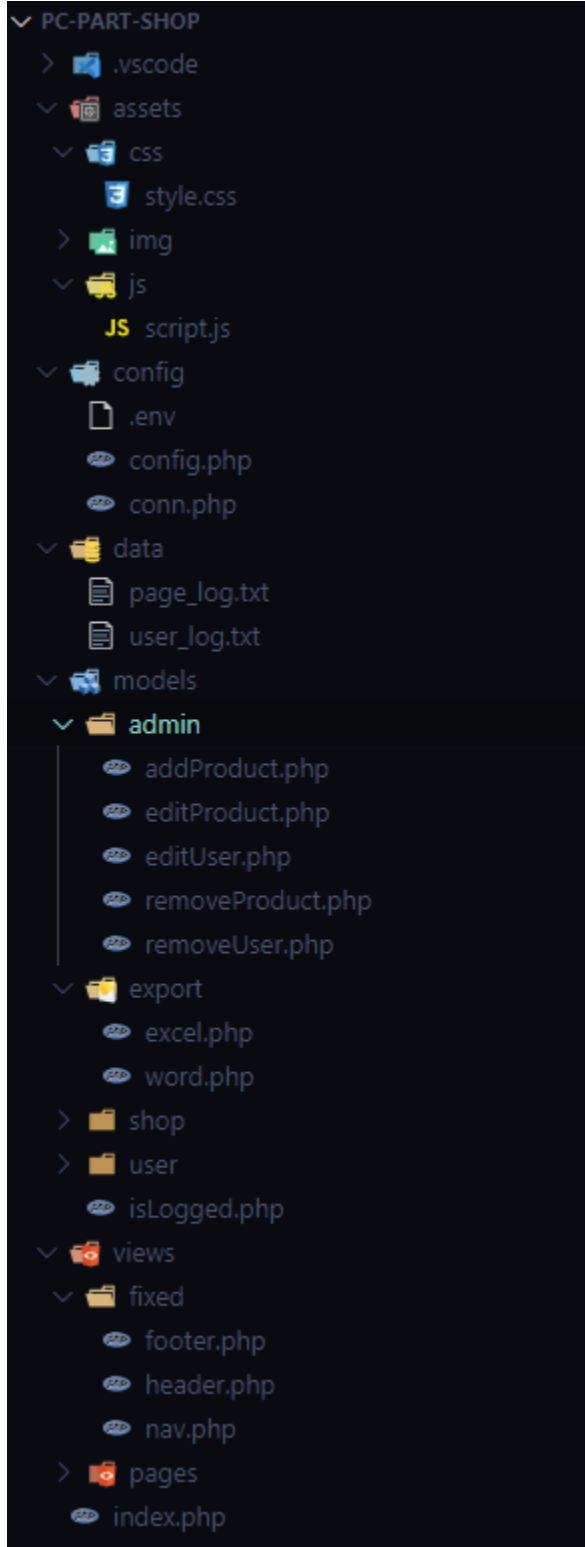 PC-PART-SHOP
.vscode
assets
css
style.css
img
js
JS script.js
config
.env
config.php
conn.php
data
page_log.txt
user_log.txt
models
admin
addProduct.php
editProduct.php
editUser.php
removeProduct.php
removeUser.php
export
excel.php
word.php
shop
user
isLogged.php
views
fixed
footer.php
header.php
nav.php
pages
index.php